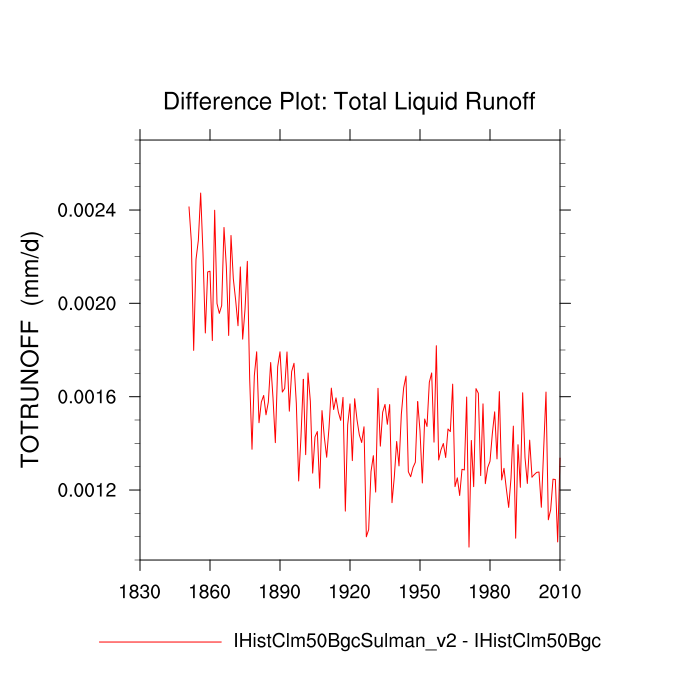 Difference Plot: Total Liquid Runoff
TOTRUNOFF (mm/d)
0.0024
0.0020
0.0016
0.0012
1830 1860 1890 1920 1950 1980 2010
IHistClm50BgcSulman_v2 - IHistClm50Bgc